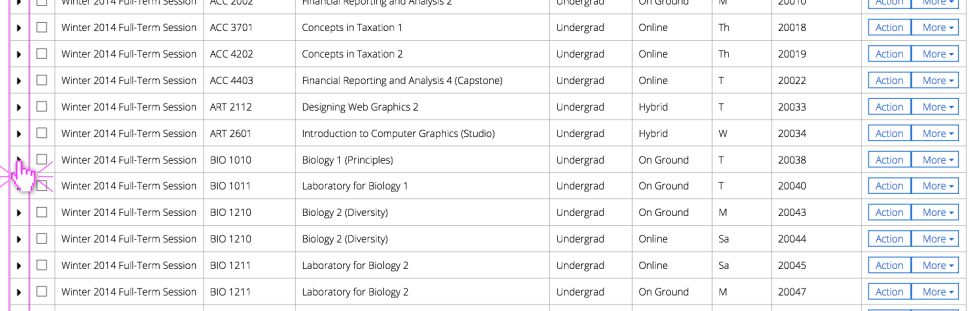 Winter 2014 Full-Term Session ACC 2002 Financial Reporting and Analysis 2 Undergrad On Ground M 20010 Action More
Winter 2014 Full-Term Session ACC 3701 Concepts in Taxation 1 Undergrad Online Th 20018 Action More
Winter 2014 Full-Term Session ACC 4202 Concepts in Taxation 2 Undergrad Online Th 20019 Action More
Winter 2014 Full-Term Session ACC 4403 Financial Reporting and Analysis 4 (Capstone) Undergrad Online T 20022 Action More
Winter 2014 Full-Term Session ART 2112 Designing Web Graphics 2 Undergrad Hybrid T 20033 Action More
Winter 2014 Full-Term Session ART 2601 Introduction to Computer Graphics (Studio) Undergrad Hybrid W 20034 Action More
Winter 2014 Full-Term Session BIO 1010 Biology 1 (Principles) Undergrad On Ground T 20038 Action More
Winter 2014 Full-Term Session BIO 1011 Laboratory for Biology 1 Undergrad On Ground T 20040 Action More
Winter 2014 Full-Term Session BIO 1210 Biology 2 (Diversity) Undergrad On Ground M 20043 Action More
Winter 2014 Full-Term Session BIO 1210 Biology 2 (Diversity) Undergrad Online Sa 20044 Action More
Winter 2014 Full-Term Session BIO 1211 Laboratory for Biology 2 Undergrad Online Sa 20045 Action More
Winter 2014 Full-Term Session BIO 1211 Laboratory for Biology 2 Undergrad On Ground M 20047 Action More